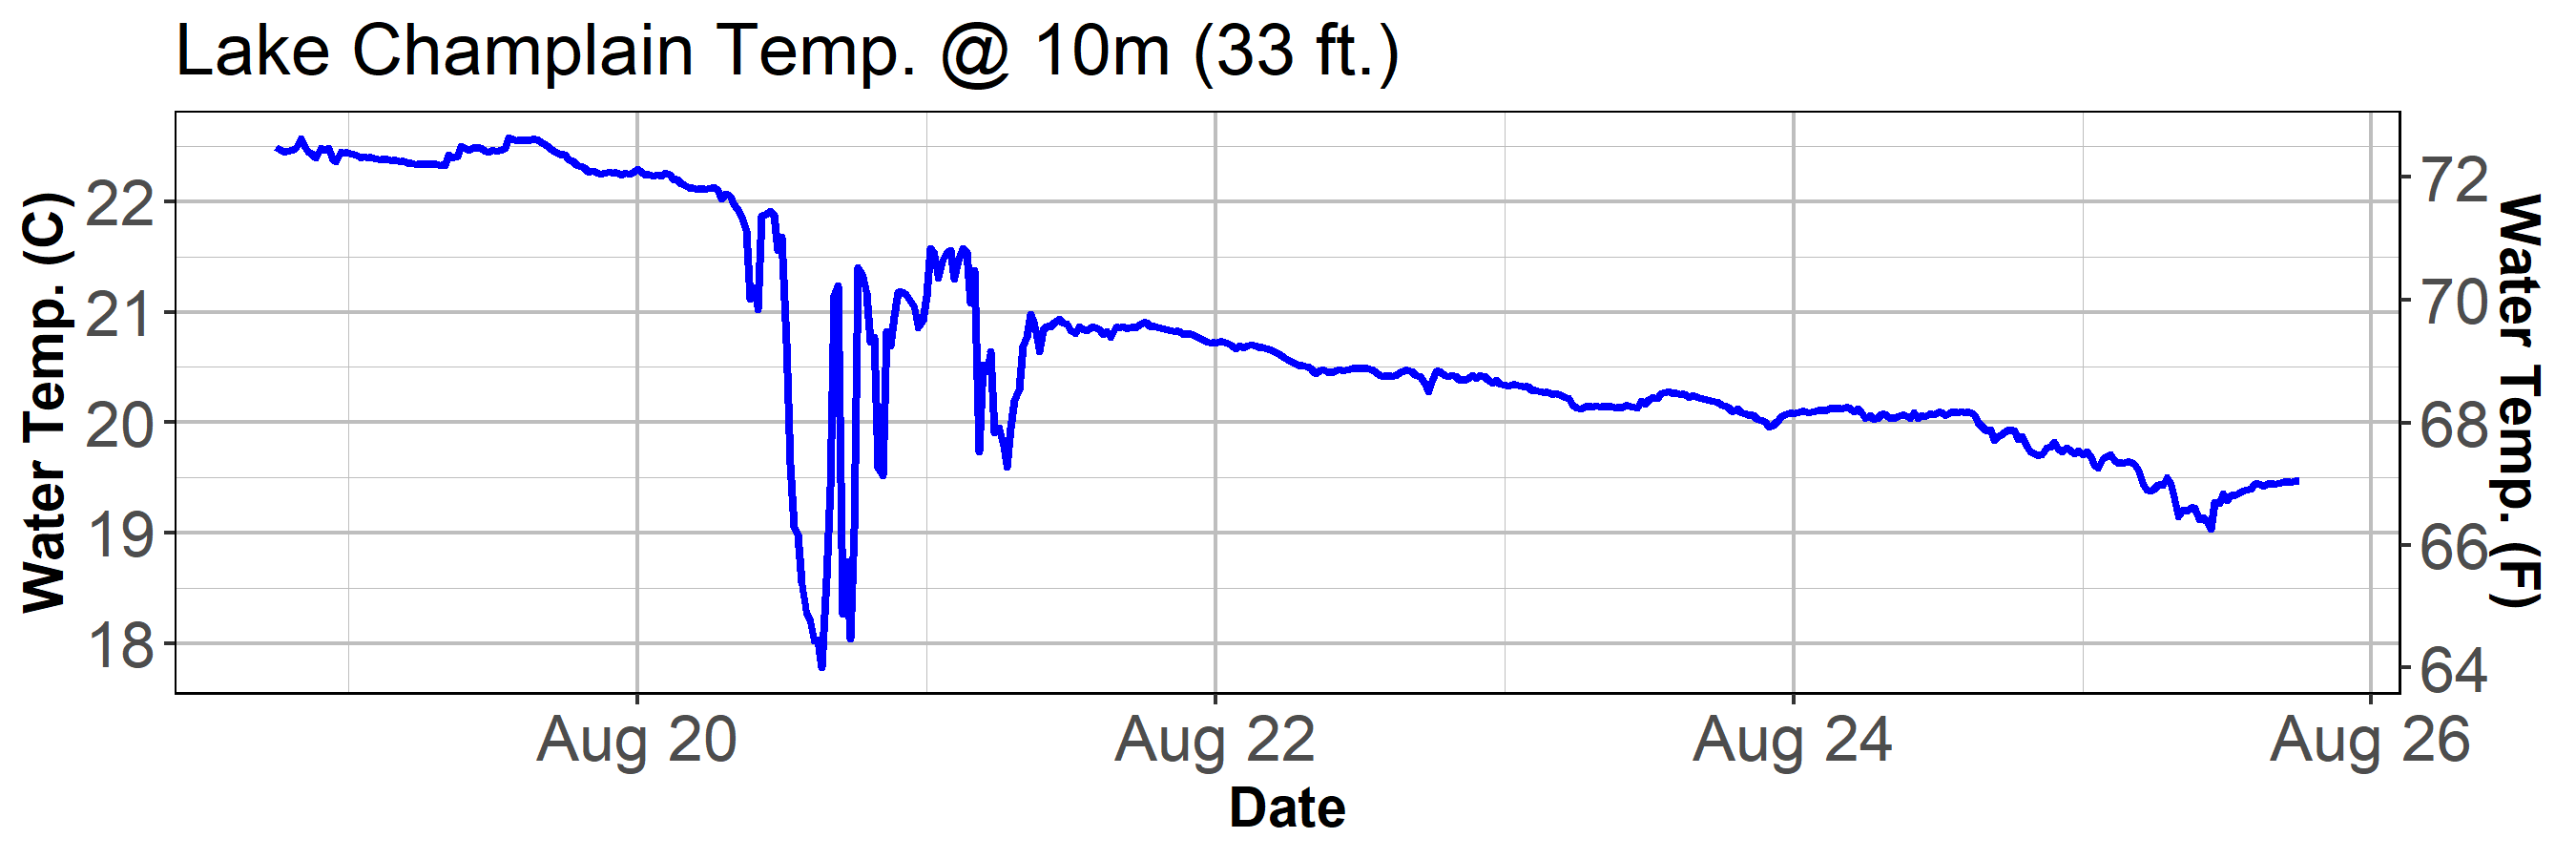 Lake Champlain Temp. @ 10m (33 ft.)
Water Temp. (C)
22
21
20
19
18
72
70
68
66
64
Water Temp. (F)
Aug 20
Aug 22
Aug 24
Aug 26
Date